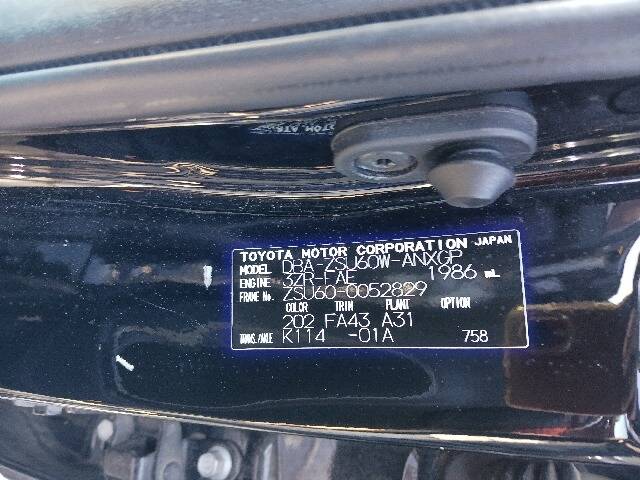 TOYOTA MOTOR CORPORATION JAPAN
MODEL DBA-ZSU60W-ANXGP
ENGINE 3ZR-FAE 1986 mL
FRAME No. ZSU60-0052829
COLOR TRIM PLANT OPTION
202 FA43 A31
TRANS./AXLE K114 -01A 758